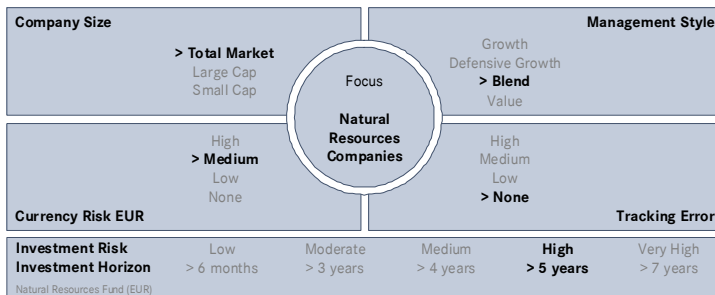 Company Size
> Total Market
Large Cap
Small Cap
Management Style
Growth
Defensive Growth
> Blend
Value
Focus
Natural
Resources
Companies
High
> Medium
Low
None
Currency Risk EUR
High
Medium
Low
> None
Tracking Error
Investment Risk Low Moderate Medium High Very High
Investment Horizon > 6 months > 3 years > 4 years > 5 years > 7 years
Natural Resources Fund (EUR)